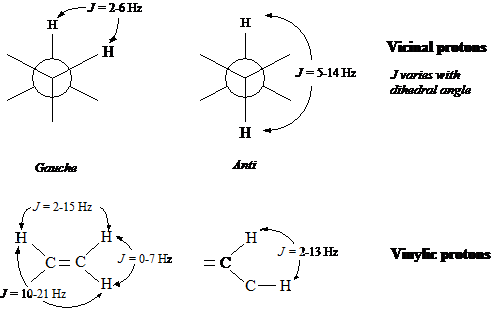 J = 2-6 Hz
H
H
H
J = 5-14 Hz
H
Vicinal protons
J varies with
dihedral angle
Gauche
Anti
J = 2-15 Hz
H
H
C = C
J = 0-7 Hz
H
J = 10-21 Hz
H
= C
J = 2-13 Hz
C — H
Vinylic protons